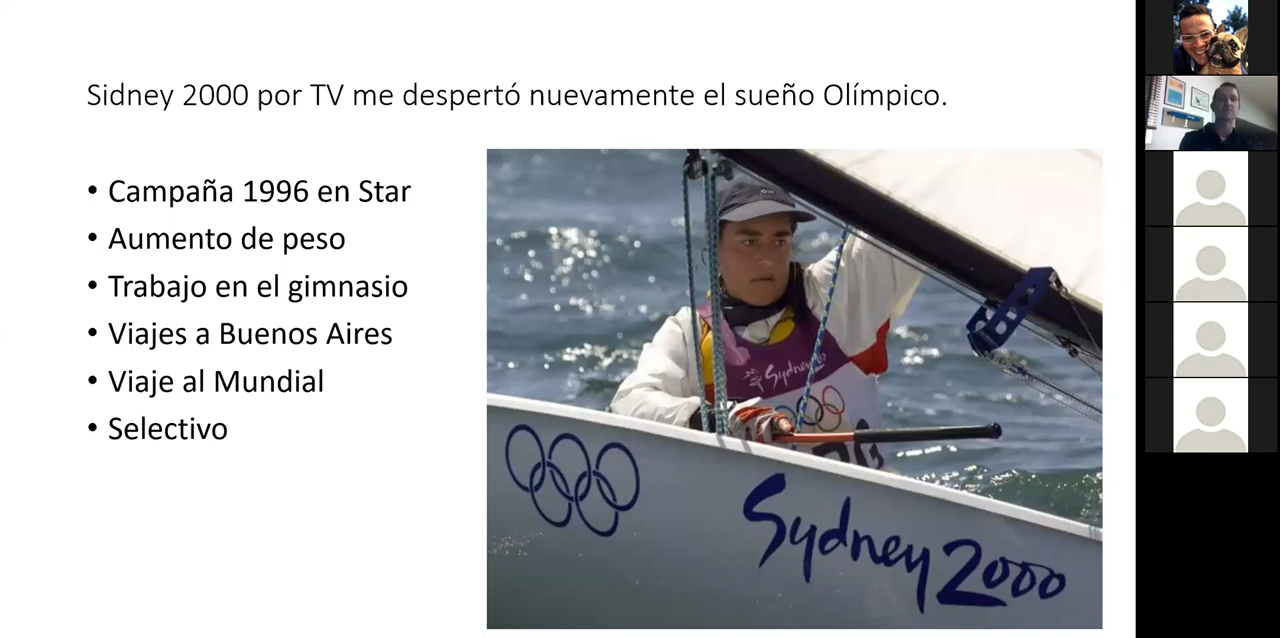 Sidney 2000 por TV me despertó nuevamente el sueño Olímpico.
• Campaña 1996 en Star
• Aumento de peso
• Trabajo en el gimnasio
• Viajes a Buenos Aires
• Viaje al Mundial
• Selectivo
Sydney
Sydney 2000